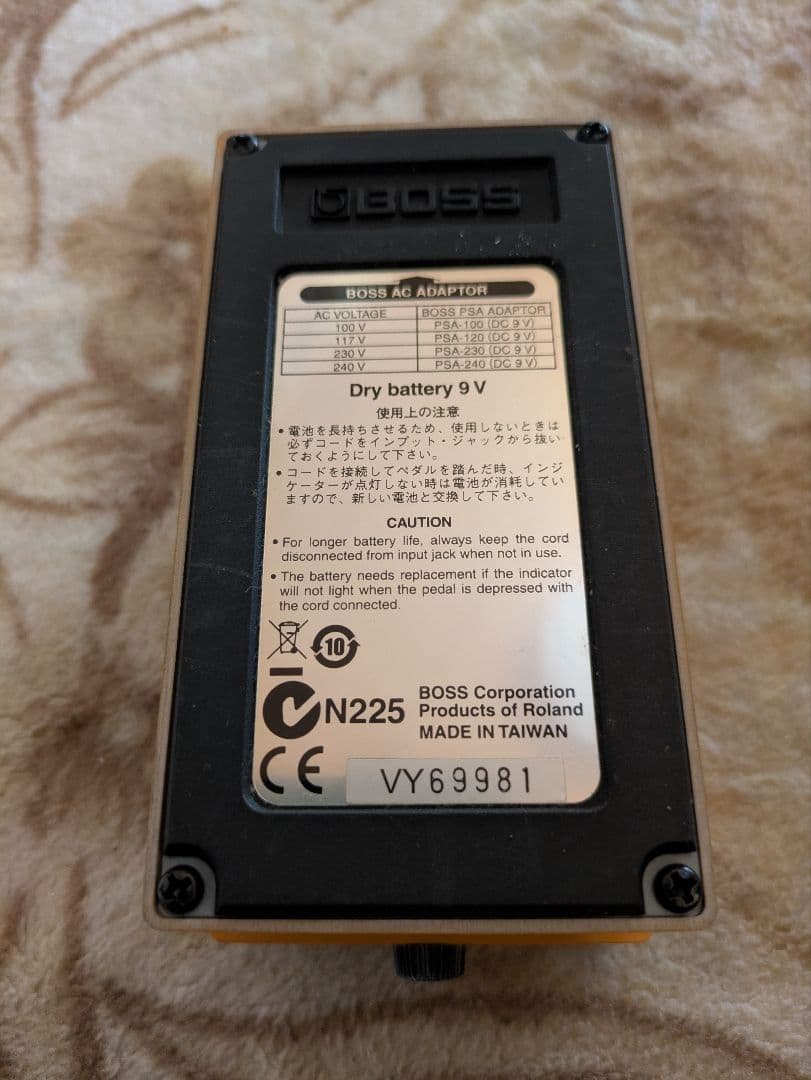 BOSS
BOSS AC ADAPTOR
AC VOLTAGE BOSS PSA ADAPTOR
100 V PSA-100 (DC 9 V)
117 V PSA-120 (DC 9 V)
230 V PSA-230 (DC 9 V)
240 V PSA-240 (DC 9 V)
Dry battery 9 V
使用上の注意
• 電池を長持ちさせるため、使用しないときは
必ずコードをインプット・ジャックから抜い
ておくようにして下さい。
• コードを接続してペダルを踏んだ時、インジ
ケーターが点灯しない時は電池が消耗してい
ますので、新しい電池と交換して下さい。
CAUTION
• For longer battery life, always keep the cord
disconnected from input jack when not in use.
• The battery needs replacement if the indicator
will not light when the pedal is depressed with
the cord connected.
10
N225
BOSS Corporation
Products of Roland
MADE IN TAIWAN
CE
VY69981